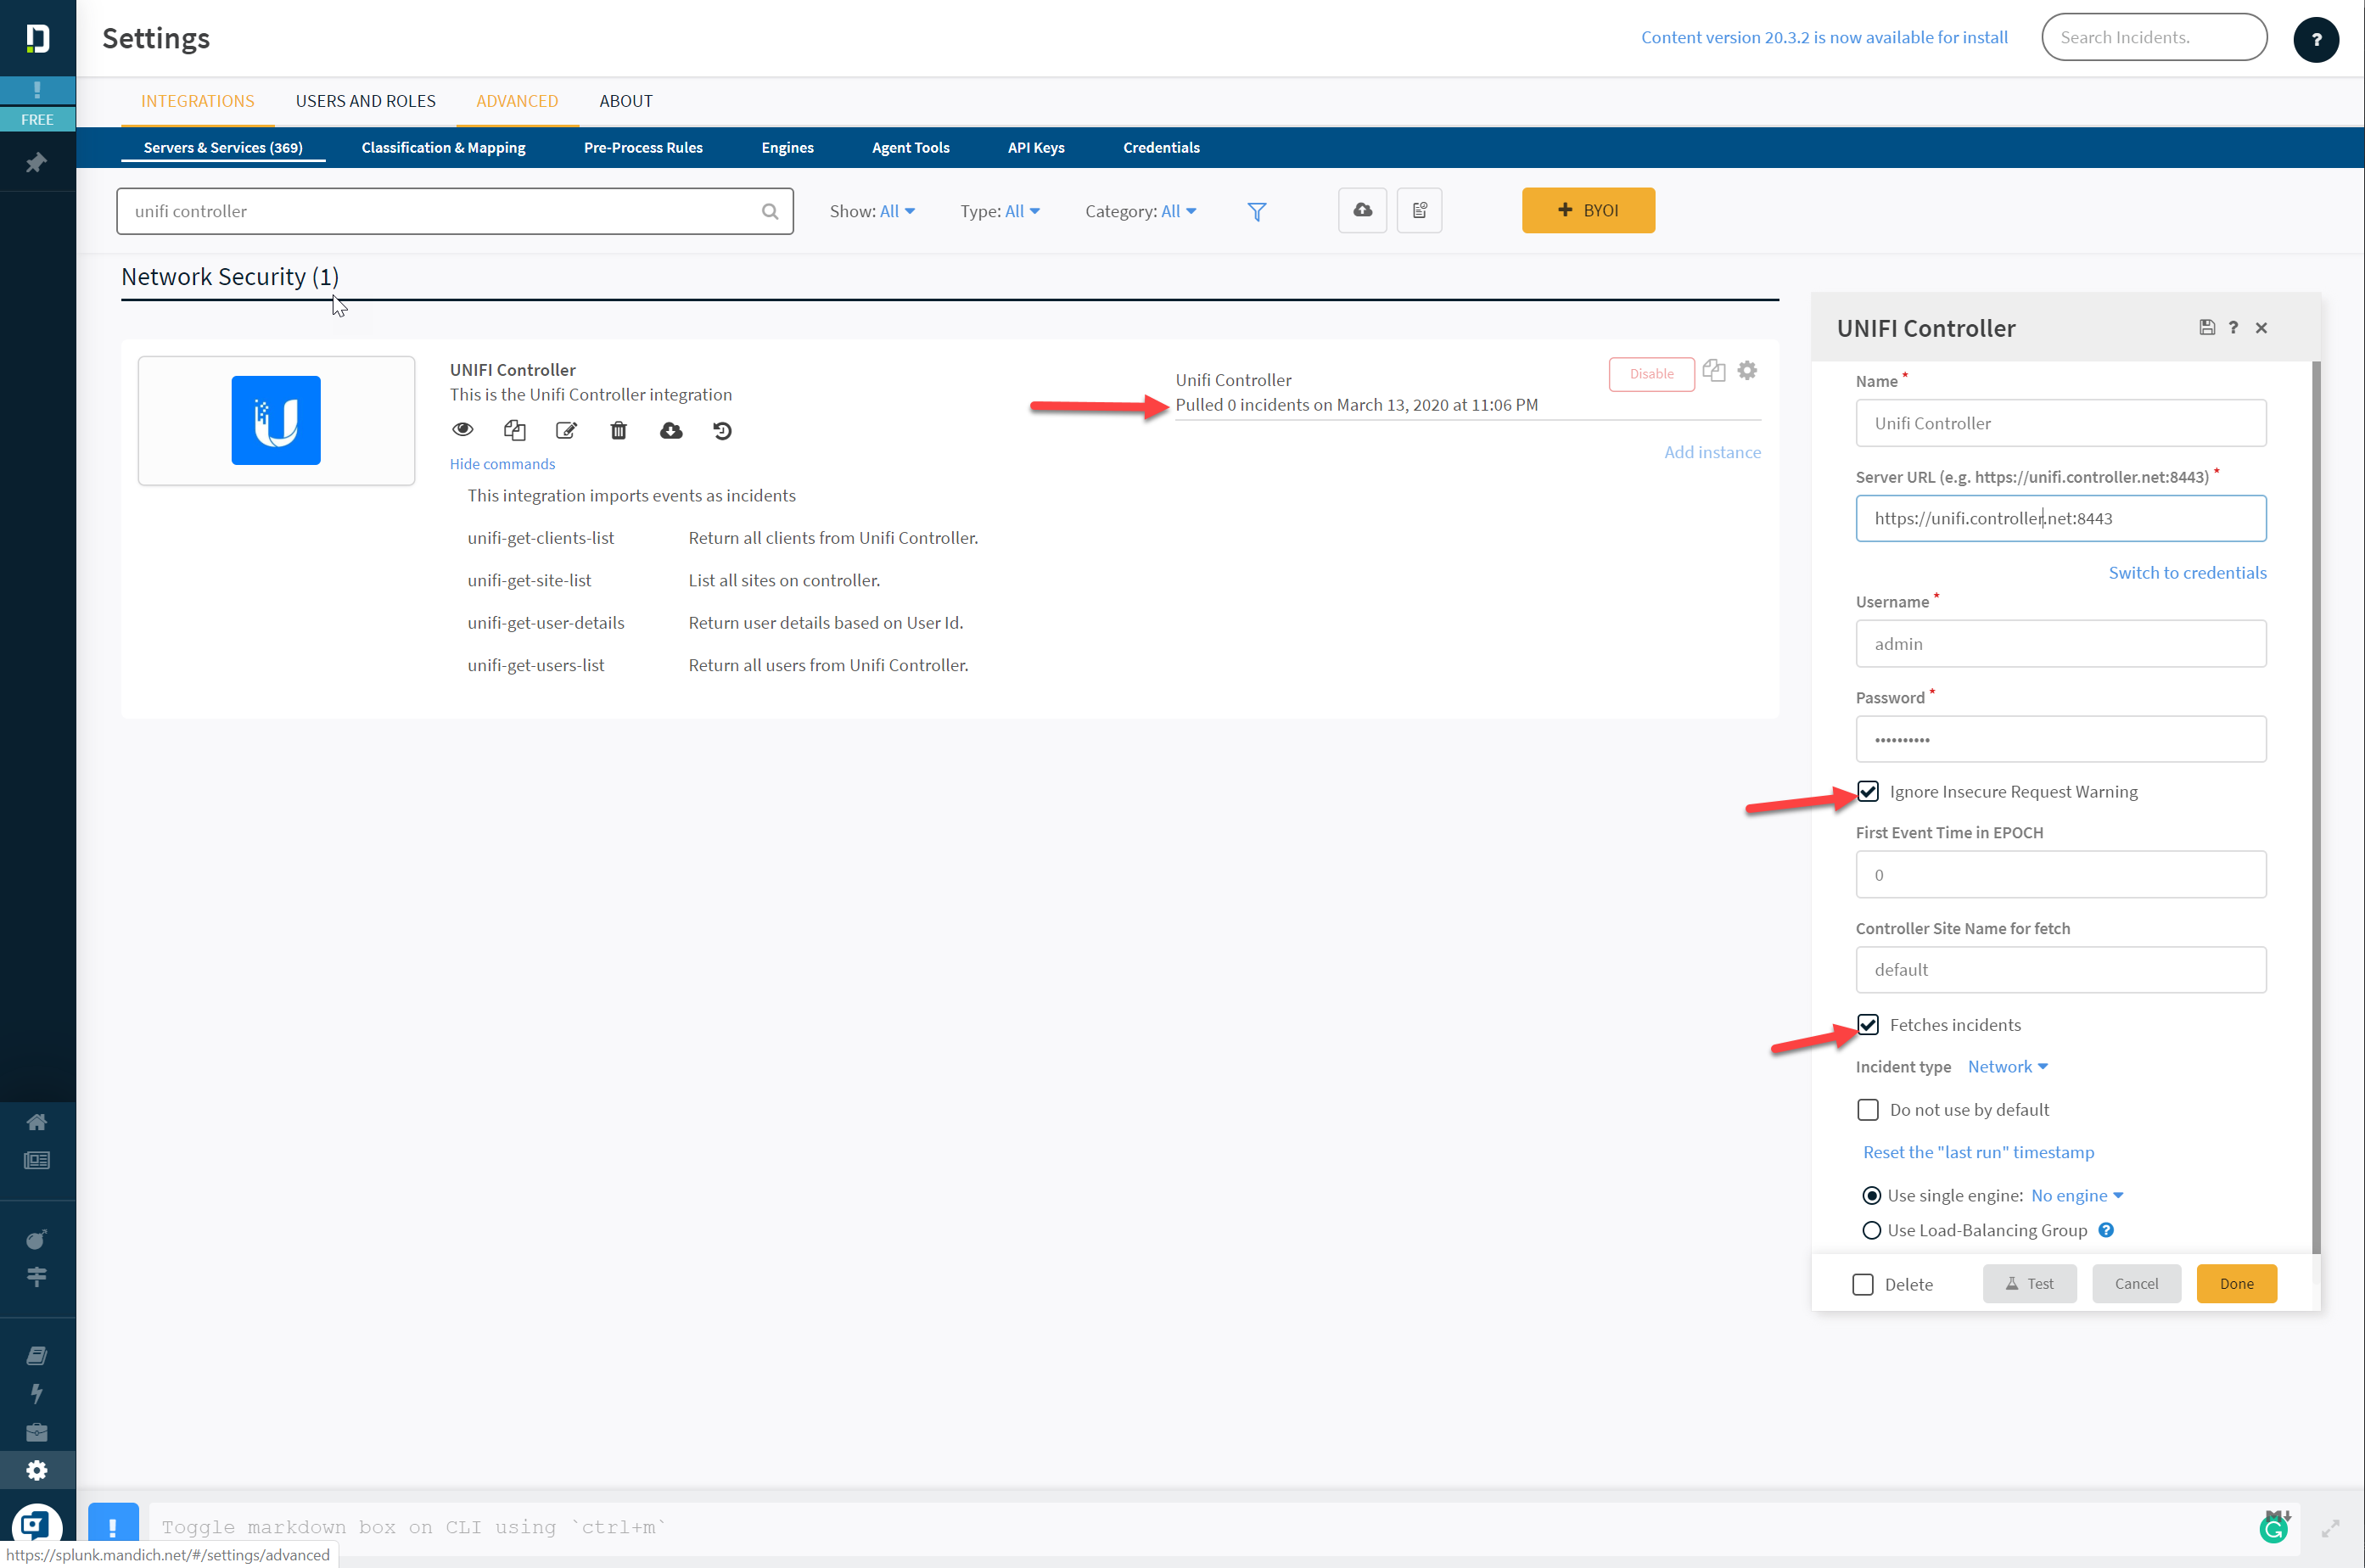 Settings
Content version 20.3.2 is now available for install
Search Incidents.
?
!
FREE
INTEGRATIONS
USERS AND ROLES
ADVANCED
ABOUT
Servers & Services (369)
Classification & Mapping
Pre-Process Rules
Engines
Agent Tools
API Keys
Credentials
unifi controller
Show: All
Type: All
Category: All
+ BYOI
Network Security (1)
UNIFI Controller
This is the Unifi Controller integration
Hide commands
This integration imports events as incidents
unifi-get-clients-list Return all clients from Unifi Controller.
unifi-get-site-list List all sites on controller.
unifi-get-user-details Return user details based on User Id.
unifi-get-users-list Return all users from Unifi Controller.
Unifi Controller
Pulled 0 incidents on March 13, 2020 at 11:06 PM
Disable
Add instance
UNIFI Controller
?
Name *
Unifi Controller
Server URL (e.g. https://unifi.controller.net:8443) *
https://unifi.controller.net:8443
Switch to credentials
Username *
admin
Password *
••••••••••
Ignore Insecure Request Warning
First Event Time in EPOCH
0
Controller Site Name for fetch
default
Fetches incidents
Incident type Network
Do not use by default
Reset the "last run" timestamp
Use single engine: No engine
Use Load-Balancing Group ?
Delete
Test
Cancel
Done
!
Toggle markdown box on CLI using `ctrl+m`
https://splunk.mandich.net/#/settings/advanced